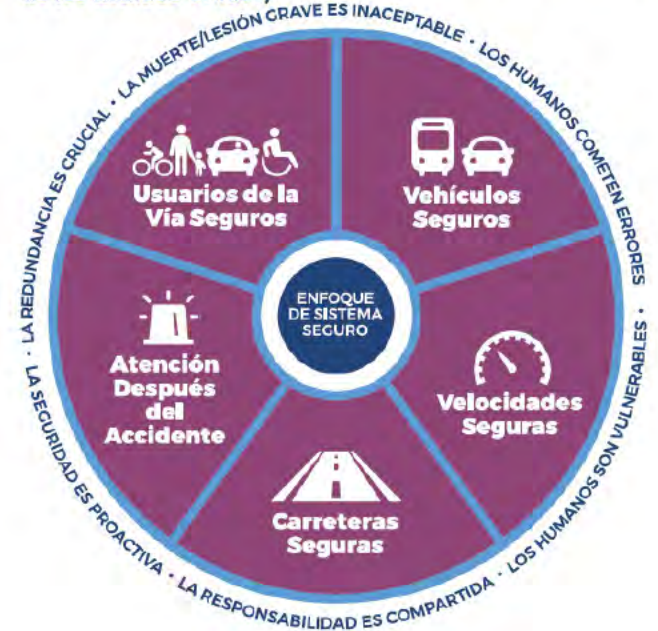 LA MUERTE/LESIÓN GRAVE ES INACEPTABLE •
LOS HUMANOS COMETEN ERRORES
LOS HUMANOS SON VULNERABLES •
LA RESPONSABILIDAD ES COMPARTIDA •
LA SEGURIDAD ES PROACTIVA •
LA REDUNDANCIA ES CRUCIAL •
Usuarios de la
Vía Seguros
Vehículos
Seguros
ENFOQUE
DE SISTEMA
SEGURO
Velocidades
Seguras
Carreteras
Seguras
Atención
Después
del
Accidente